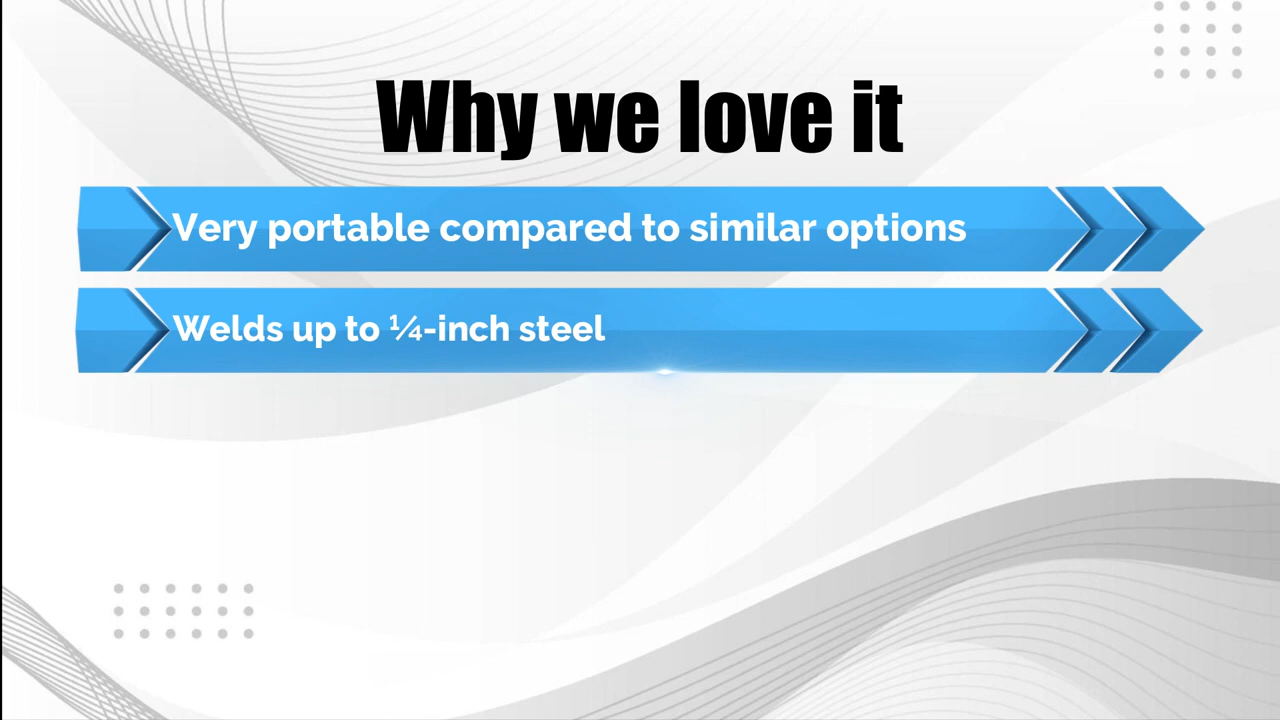 Why we love it
Very portable compared to similar options
Welds up to ¼-inch steel